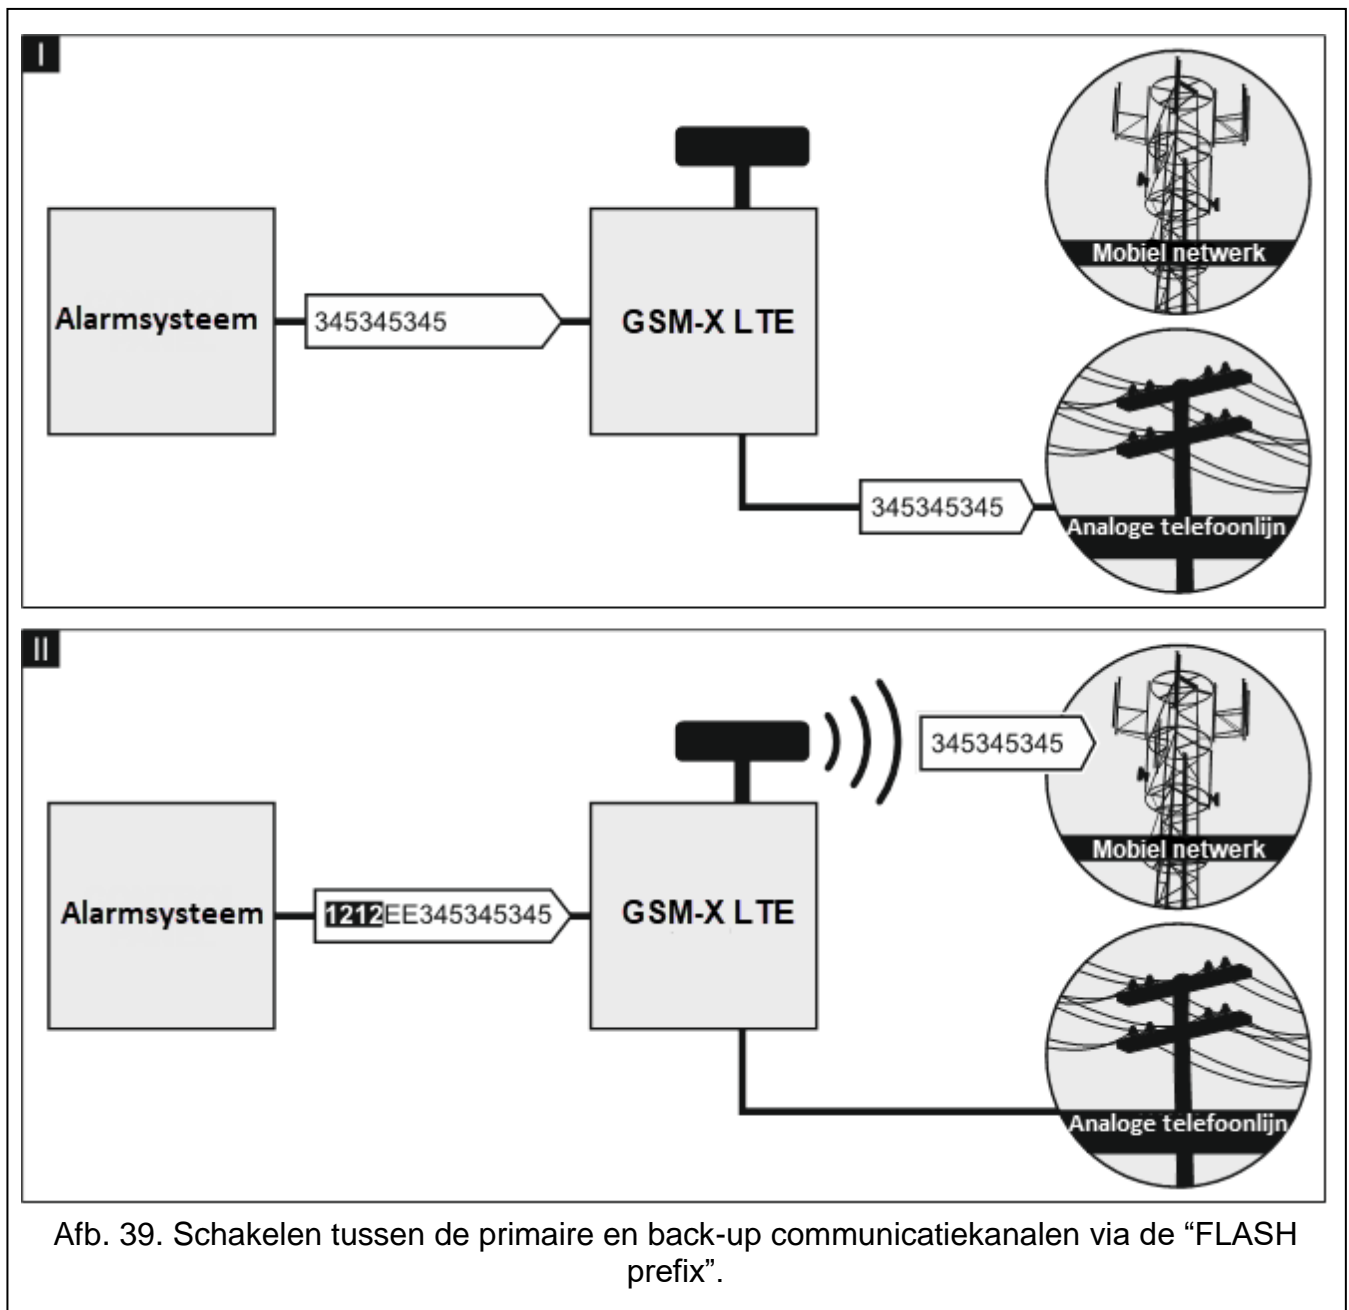 I
Mobiel netwerk
Alarmsysteem
345345345
GSM-X LTE
345345345
Analoge telefoonlijn
II
345345345
Mobiel netwerk
Alarmsysteem
1212EE345345345
GSM-X LTE
Analoge telefoonlijn
Afb. 39. Schakelen tussen de primaire en back-up communicatiekanalen via de “FLASH
prefix”.